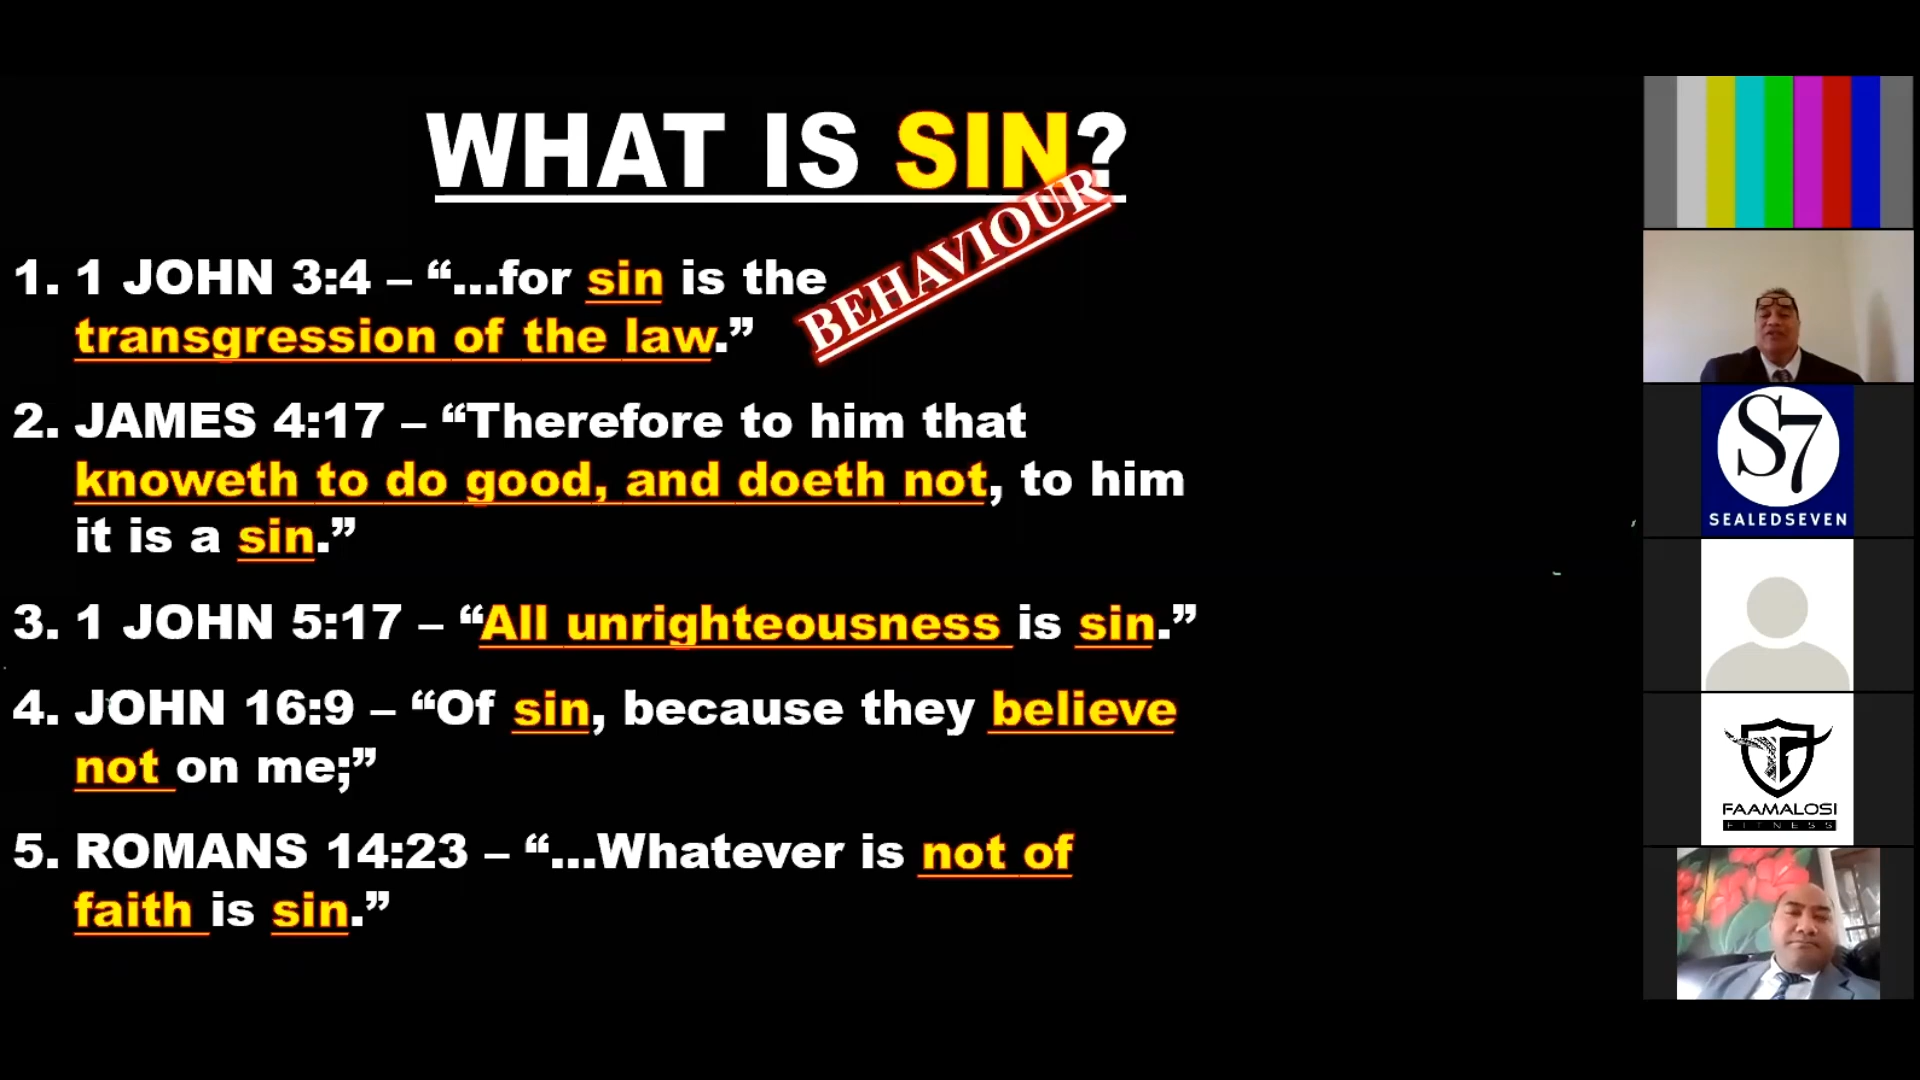 WHAT IS SIN?
BEHAVIOUR
1. 1 JOHN 3:4 – “...for sin is the
transgression of the law.”
2. JAMES 4:17 – “Therefore to him that
knoweth to do good, and doeth not, to him
it is a sin.”
3. 1 JOHN 5:17 – “All unrighteousness is sin.”
4. JOHN 16:9 – “Of sin, because they believe
not on me;”
5. ROMANS 14:23 – “...Whatever is not of
faith is sin.”
S7
SEALEDSEVEN
FAAMALOSI
FITNESS